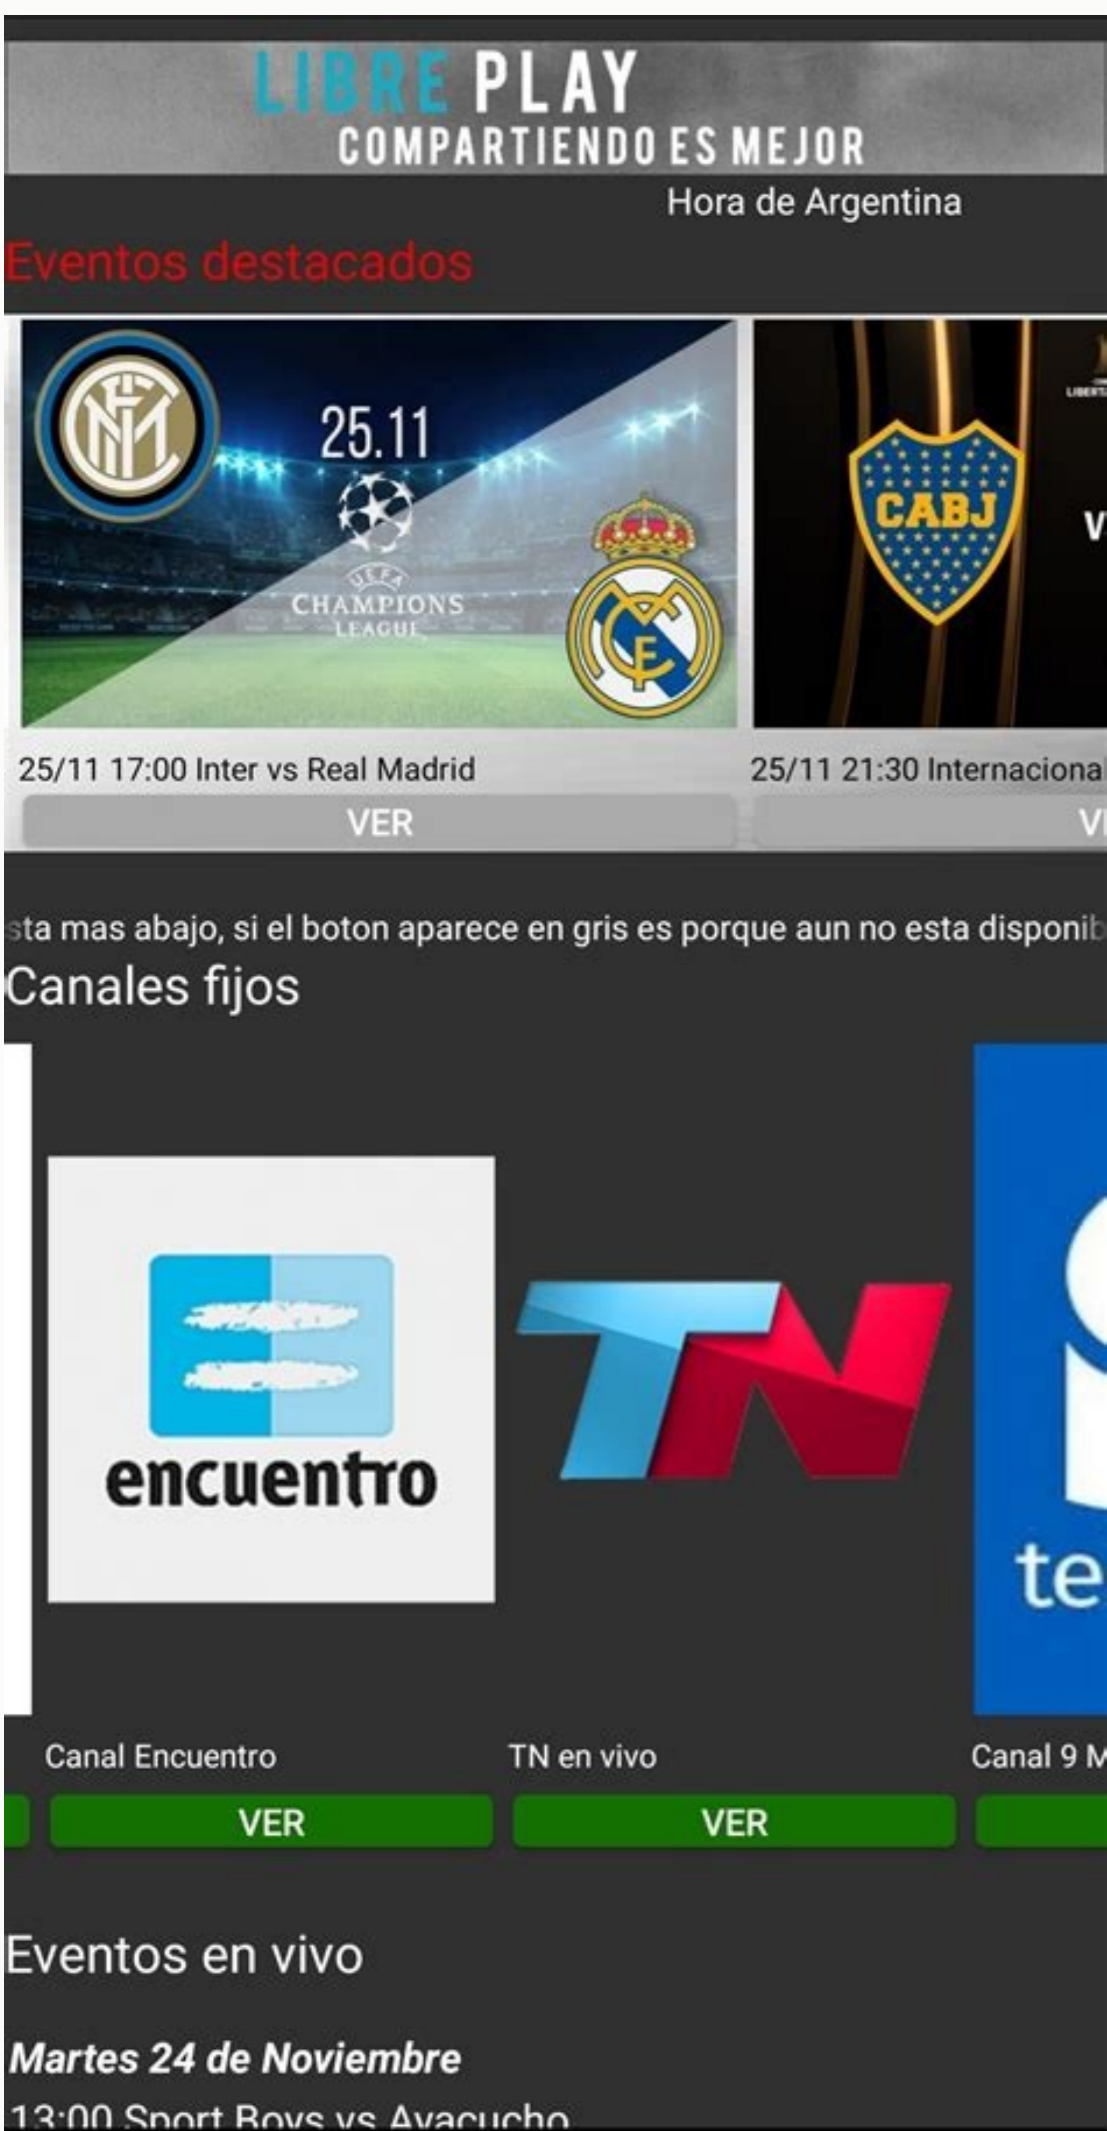 LIBRE PLAY
COMPARTIENDO ES MEJOR
Hora de Argentina
Eventos destacados
25.11
UEFA
CHAMPIONS
LEAGUE
CABJ
V
25/11 17:00 Inter vs Real Madrid
25/11 21:30 Internacional
VER
sta mas abajo, si el boton aparece en gris es porque aun no esta disponib
Canales fijos
encuentro
TN
te
Canal Encuentro
TN en vivo
Canal 9 M
VER
VER
Eventos en vivo
Martes 24 de Noviembre
13:00 Sport Boys vs Ayacucho